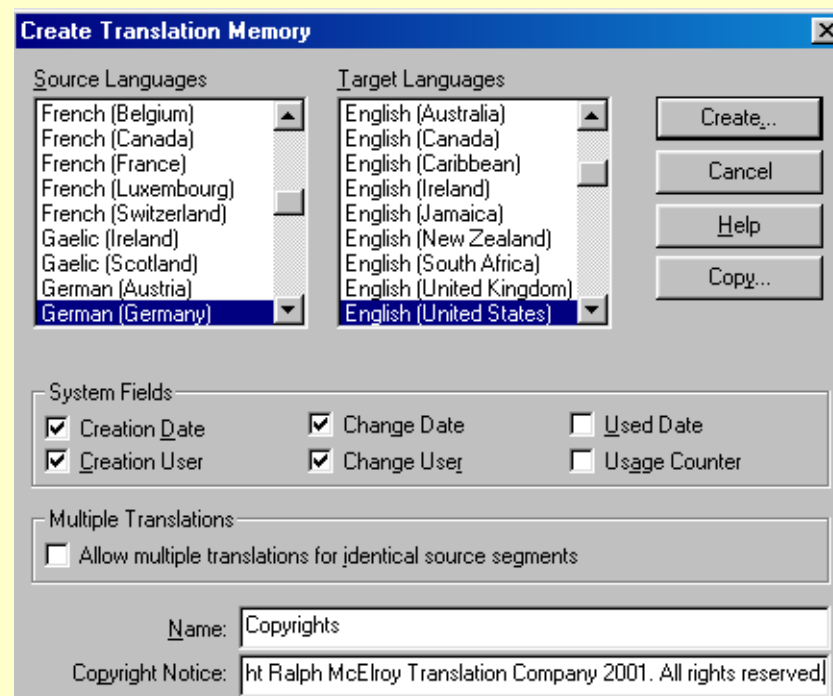 Create Translation Memory
Source Languages
French (Belgium)
French (Canada)
French (France)
French (Luxembourg)
French (Switzerland)
Gaelic (Ireland)
Gaelic (Scotland)
German (Austria)
German (Germany)
Target Languages
English (Australia)
English (Canada)
English (Caribbean)
English (Ireland)
English (Jamaica)
English (New Zealand)
English (South Africa)
English (United Kingdom)
English (United States)
Create...
Cancel
Help
Copy...
System Fields
Creation Date
Change Date
Used Date
Creation User
Change User
Usage Counter
Multiple Translations
Allow multiple translations for identical source segments
Name: Copyrights
Copyright Notice: ht Ralph McElroy Translation Company 2001. All rights reserved.